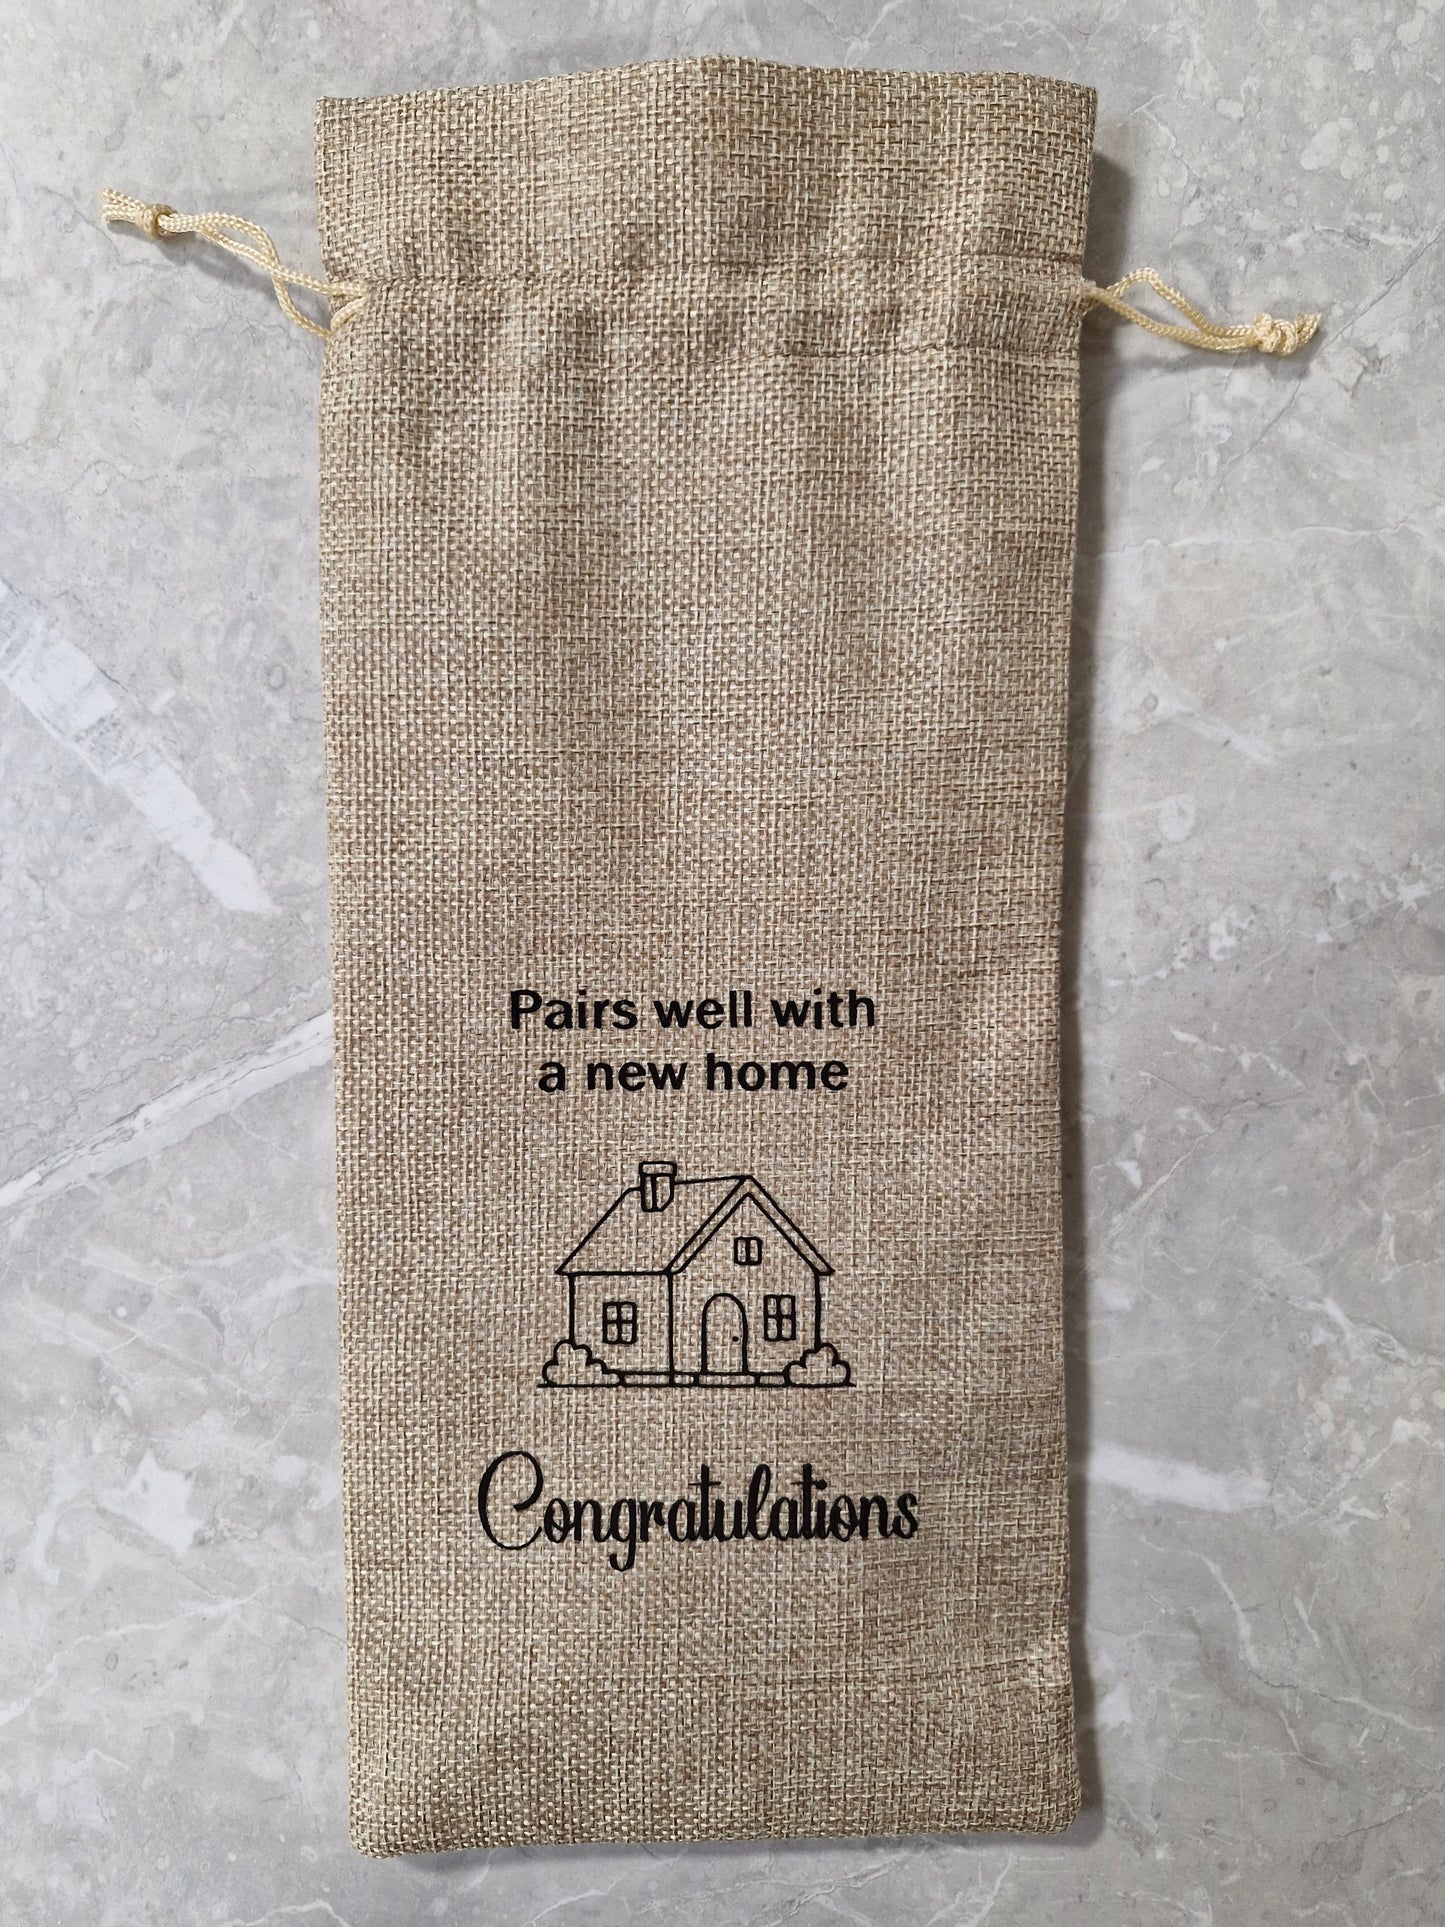 Pairs well with
a new home
Congratulations